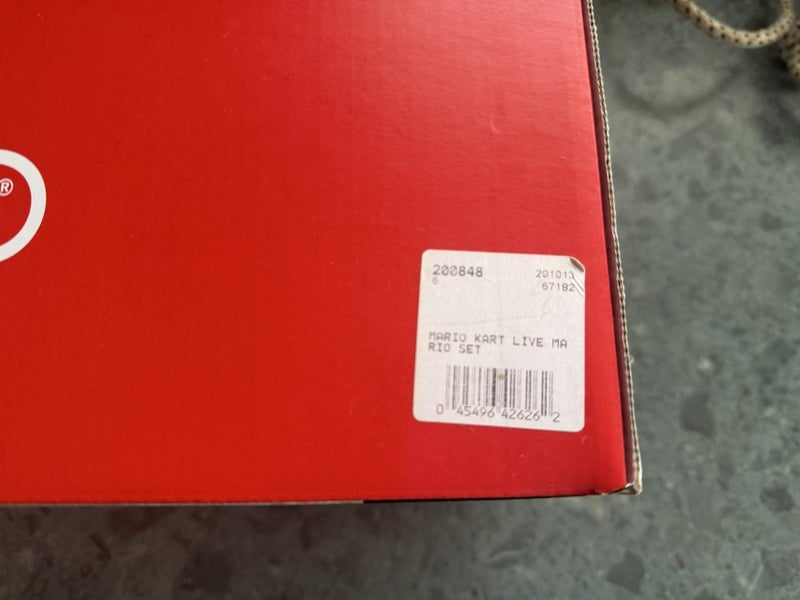 ®
200848
6
201013
67182
MARIO KART LIVE MA
RIO SET
0 45496 42626 2